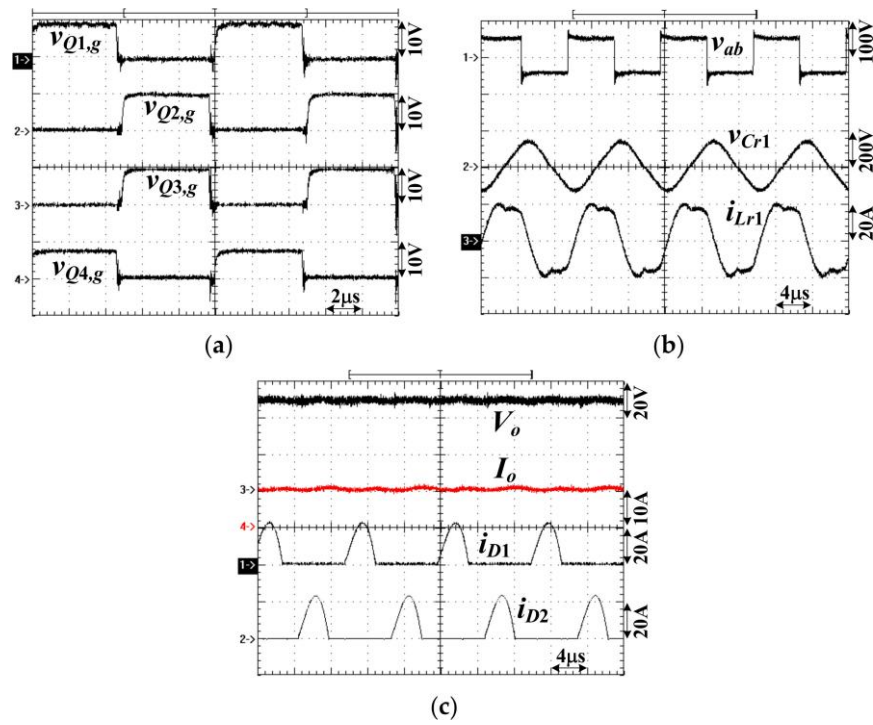 vQ1,g
10V
1->
vQ2,g
10V
2->
vQ3,g
10V
3->
vQ4,g
10V
4->
2μs
(a)
vab
100V
1->
vCr1
200V
2->
iLr1
20A
3->
4μs
(b)
20V
Vo
Io
3->
10A
4->
iD1
20A
1->
iD2
20A
2->
4μs
(c)